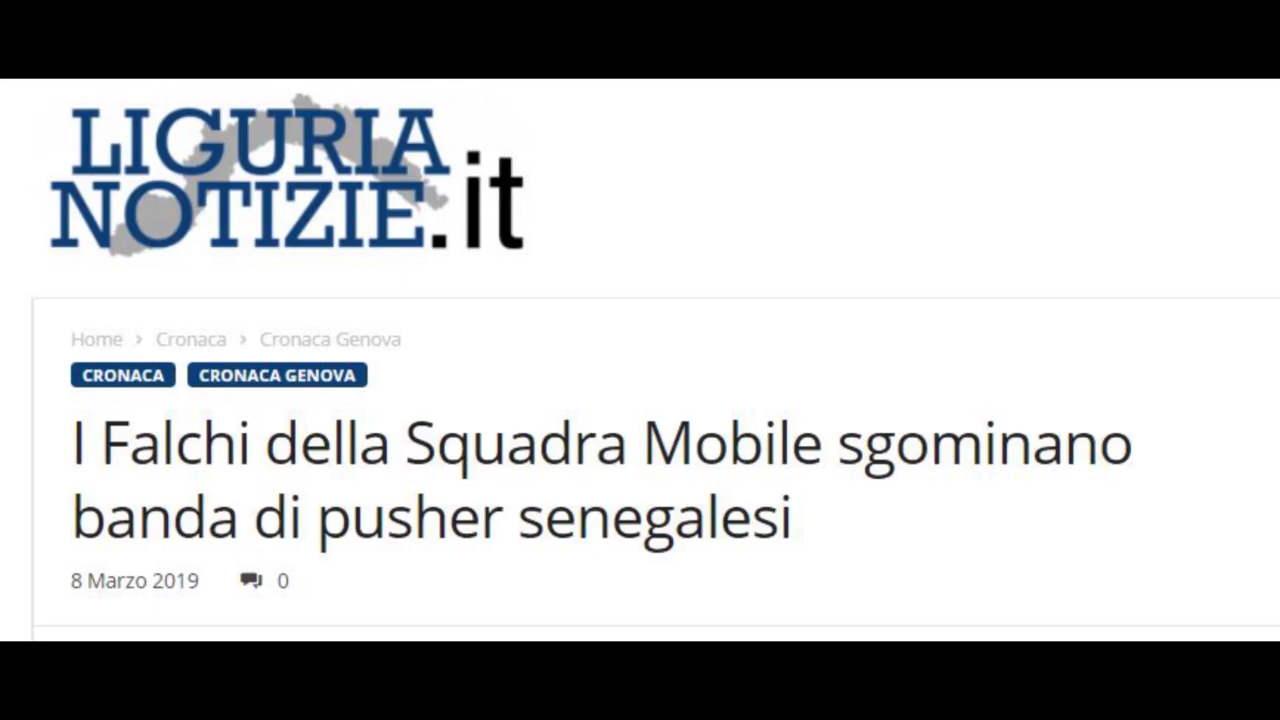 LIGURIA
NOTIZIE.it
Home > Cronaca > Cronaca Genova
CRONACA CRONACA GENOVA
I Falchi della Squadra Mobile sgominano
banda di pusher senegalesi
8 Marzo 2019 0